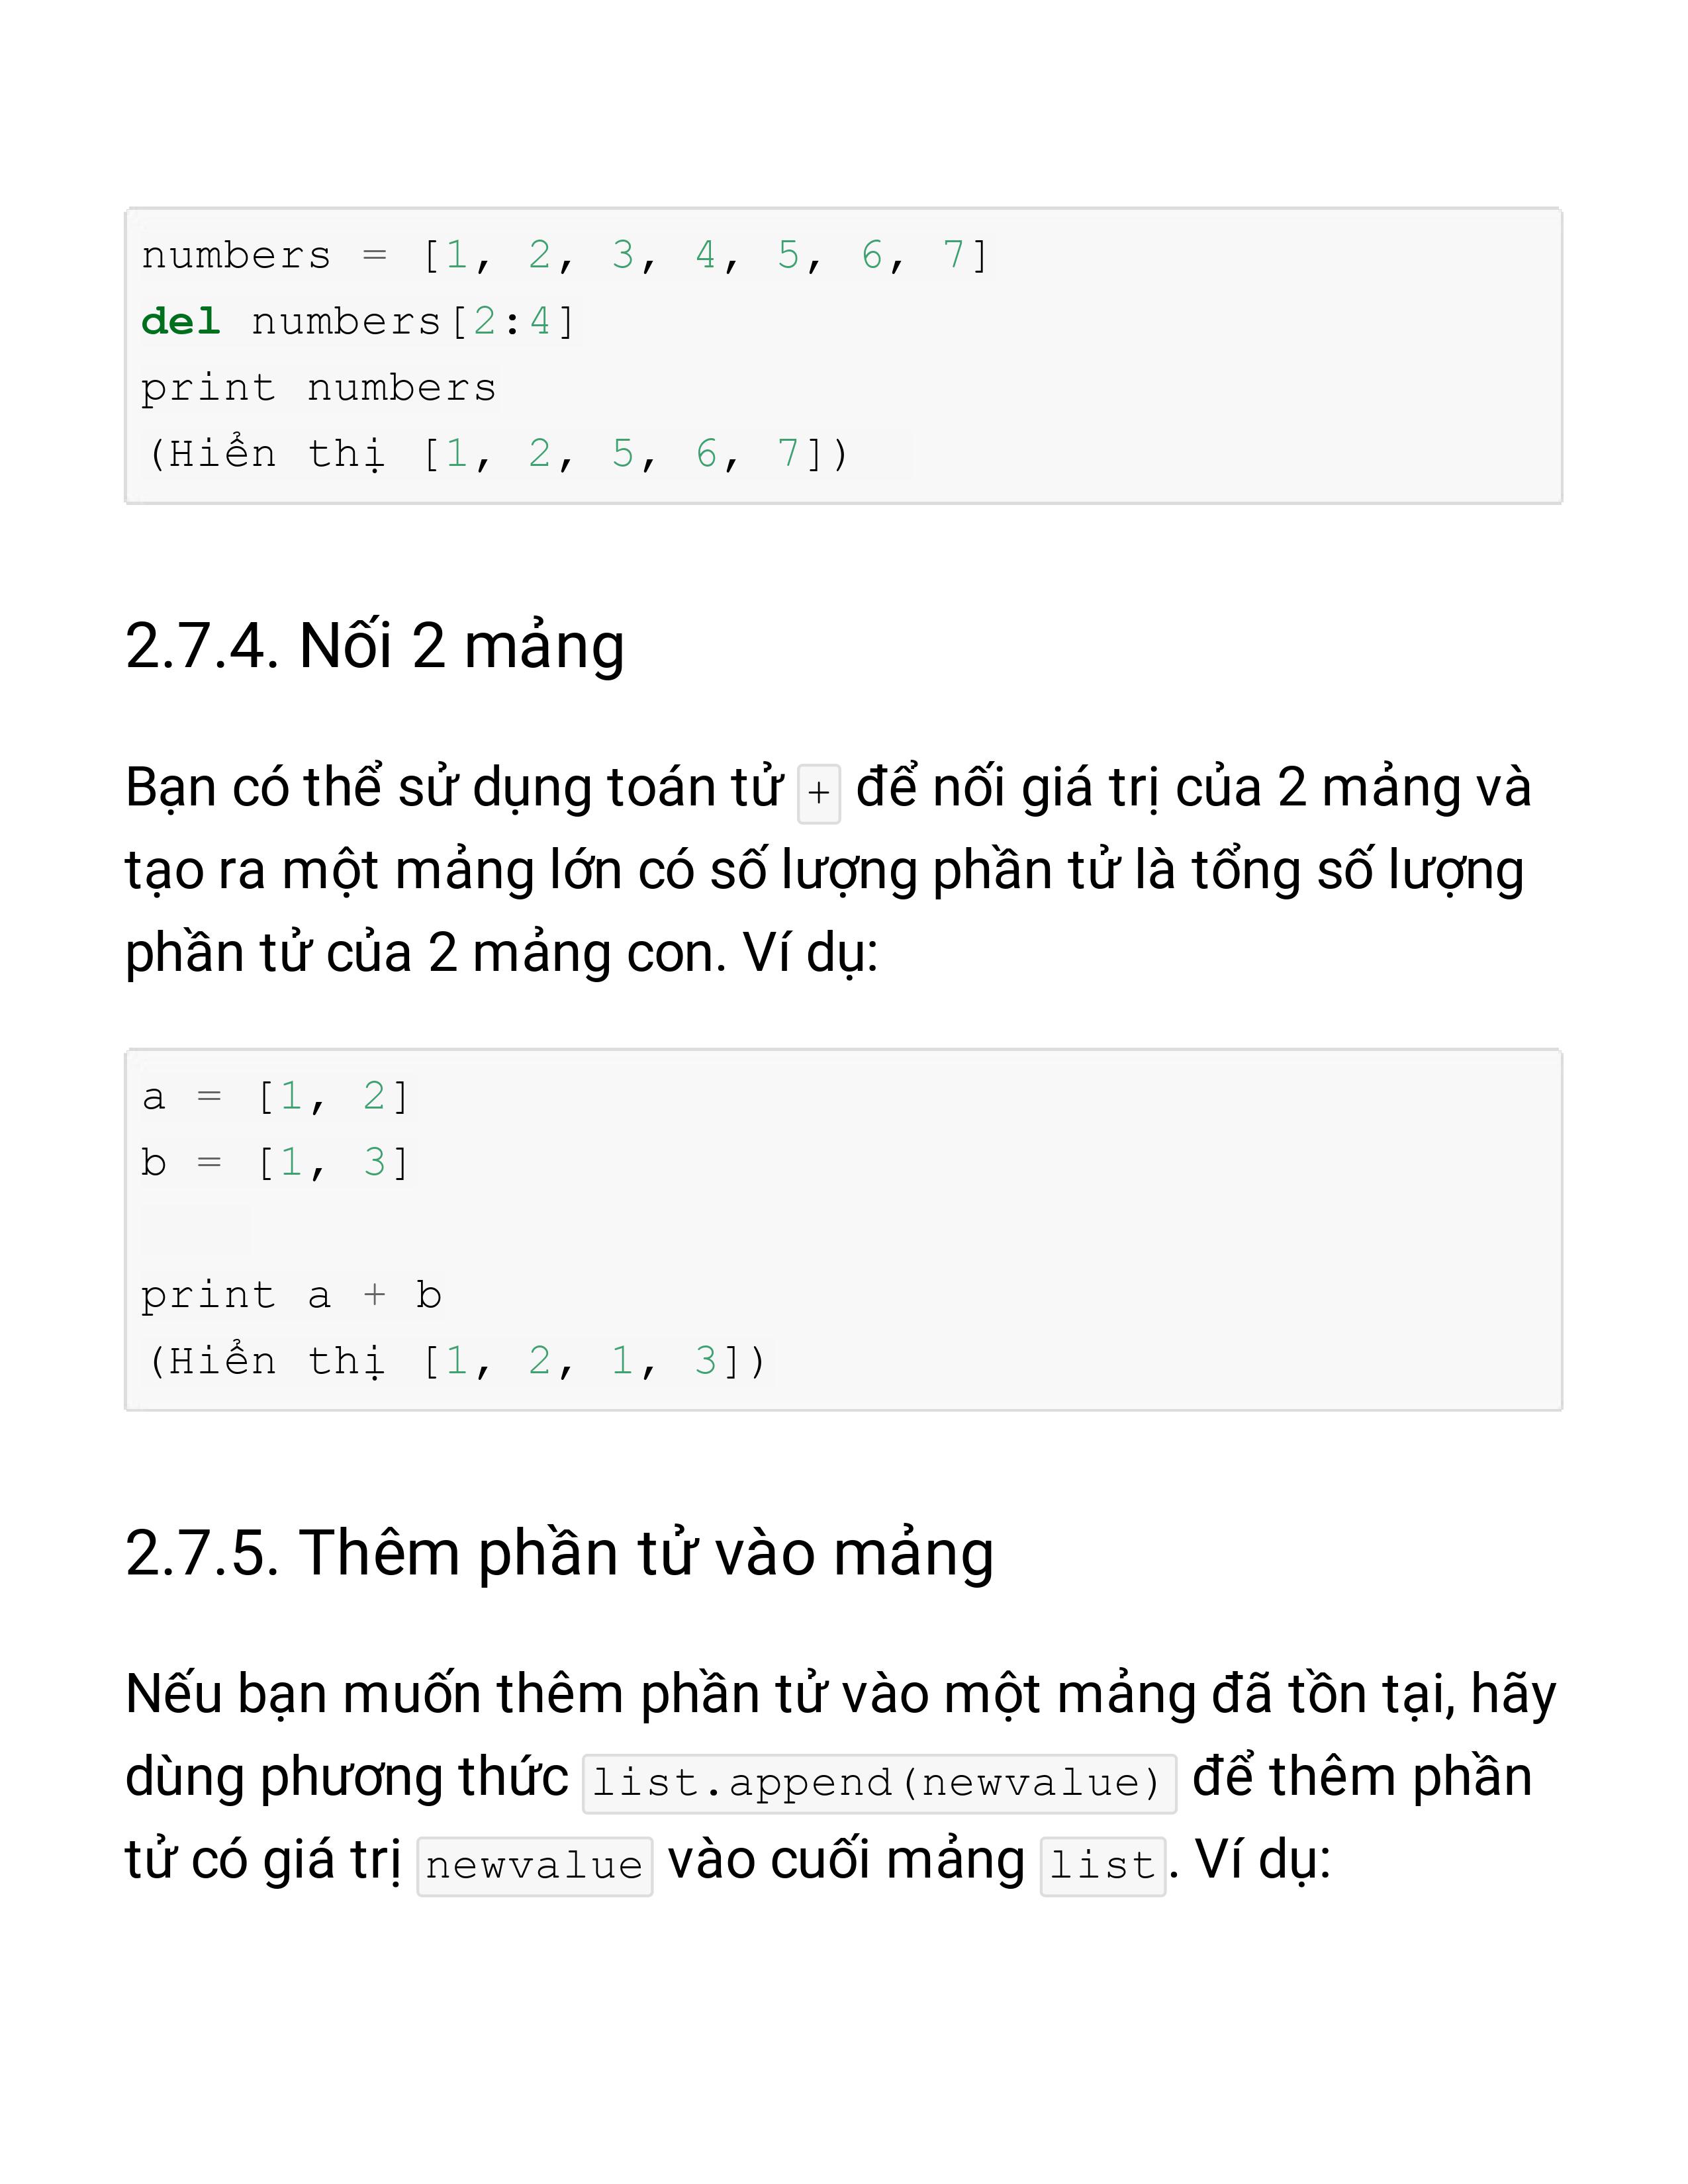 numbers = [1, 2, 3, 4, 5, 6, 7]
del numbers[2:4]
print numbers
(Hiển thị [1, 2, 5, 6, 7])
2.7.4. Nối 2 mảng
Bạn có thể sử dụng toán tử + để nối giá trị của 2 mảng và
tạo ra một mảng lớn có số lượng phần tử là tổng số lượng
phần tử của 2 mảng con. Ví dụ:
a = [1, 2]
b = [1, 3]
print a + b
(Hiển thị [1, 2, 1, 3])
2.7.5. Thêm phần tử vào mảng
Nếu bạn muốn thêm phần tử vào một mảng đã tồn tại, hãy
dùng phương thức list.append(newvalue) để thêm phần
tử có giá trị newvalue vào cuối mảng list. Ví dụ: